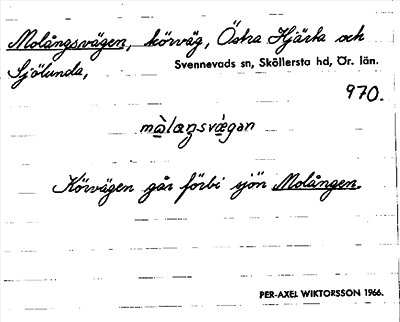 Molångsvägen, körväg, Östra Hjärta och
Sjölunda, Svennevads sn, Sköllersta hd, Ör. län.
970.
Körvägen går förbi sjön Molången.
PER-AXEL WIKTORSSON 1966.